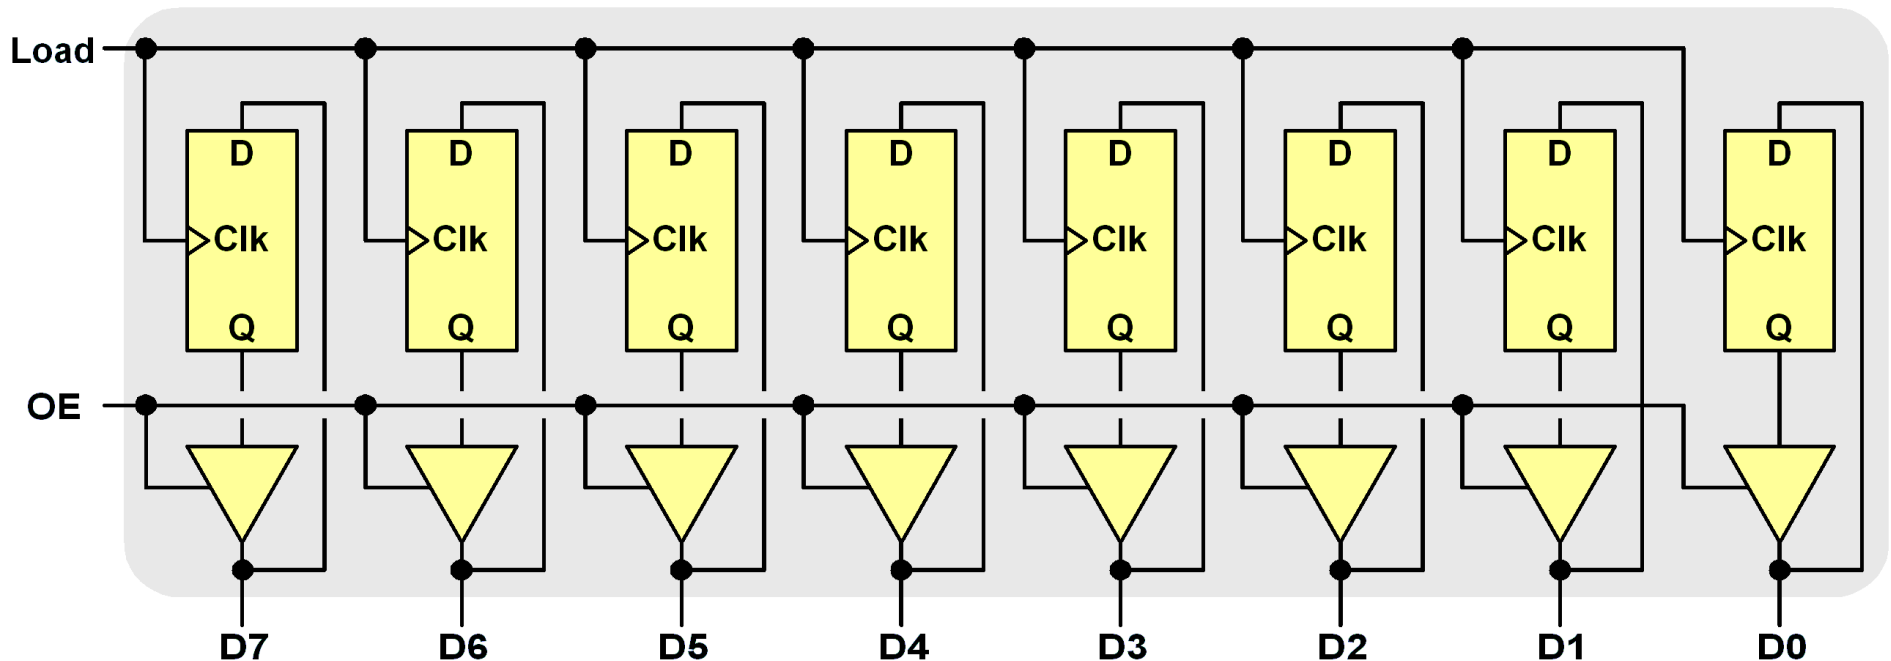 Load
D D D D D D D D
Clk Clk Clk Clk Clk Clk Clk Clk
Q Q Q Q Q Q Q Q
OE
D7 D6 D5 D4 D3 D2 D1 D0